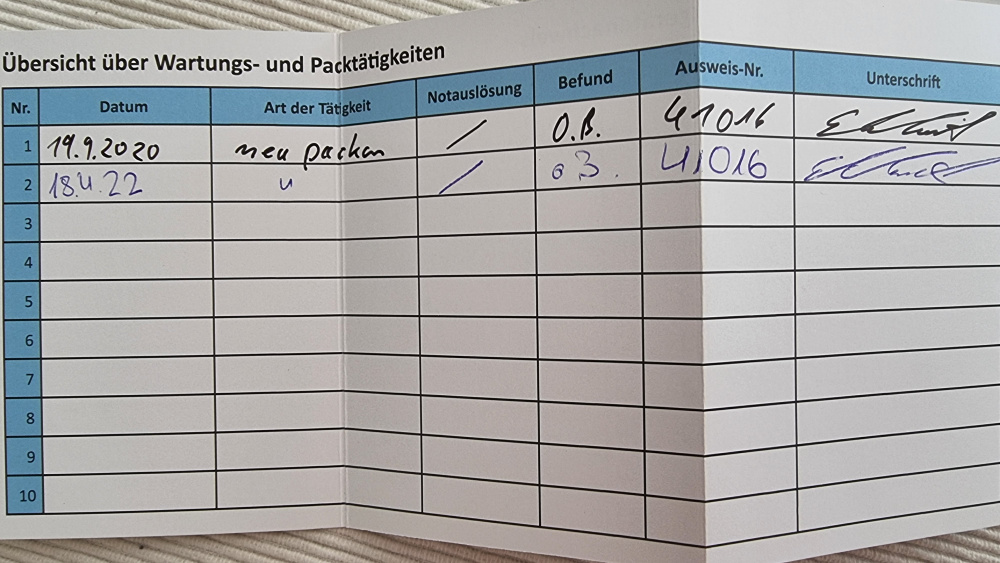 Übersicht über Wartungs- und Packtätigkeiten
Nr. Datum Art der Tätigkeit Notauslösung Befund Ausweis-Nr. Unterschrift
1 19.9.2020 neu packen / O.B. 41016
2 18.4.22 " / o B. 41016
3
4
5
6
7
8
9
10